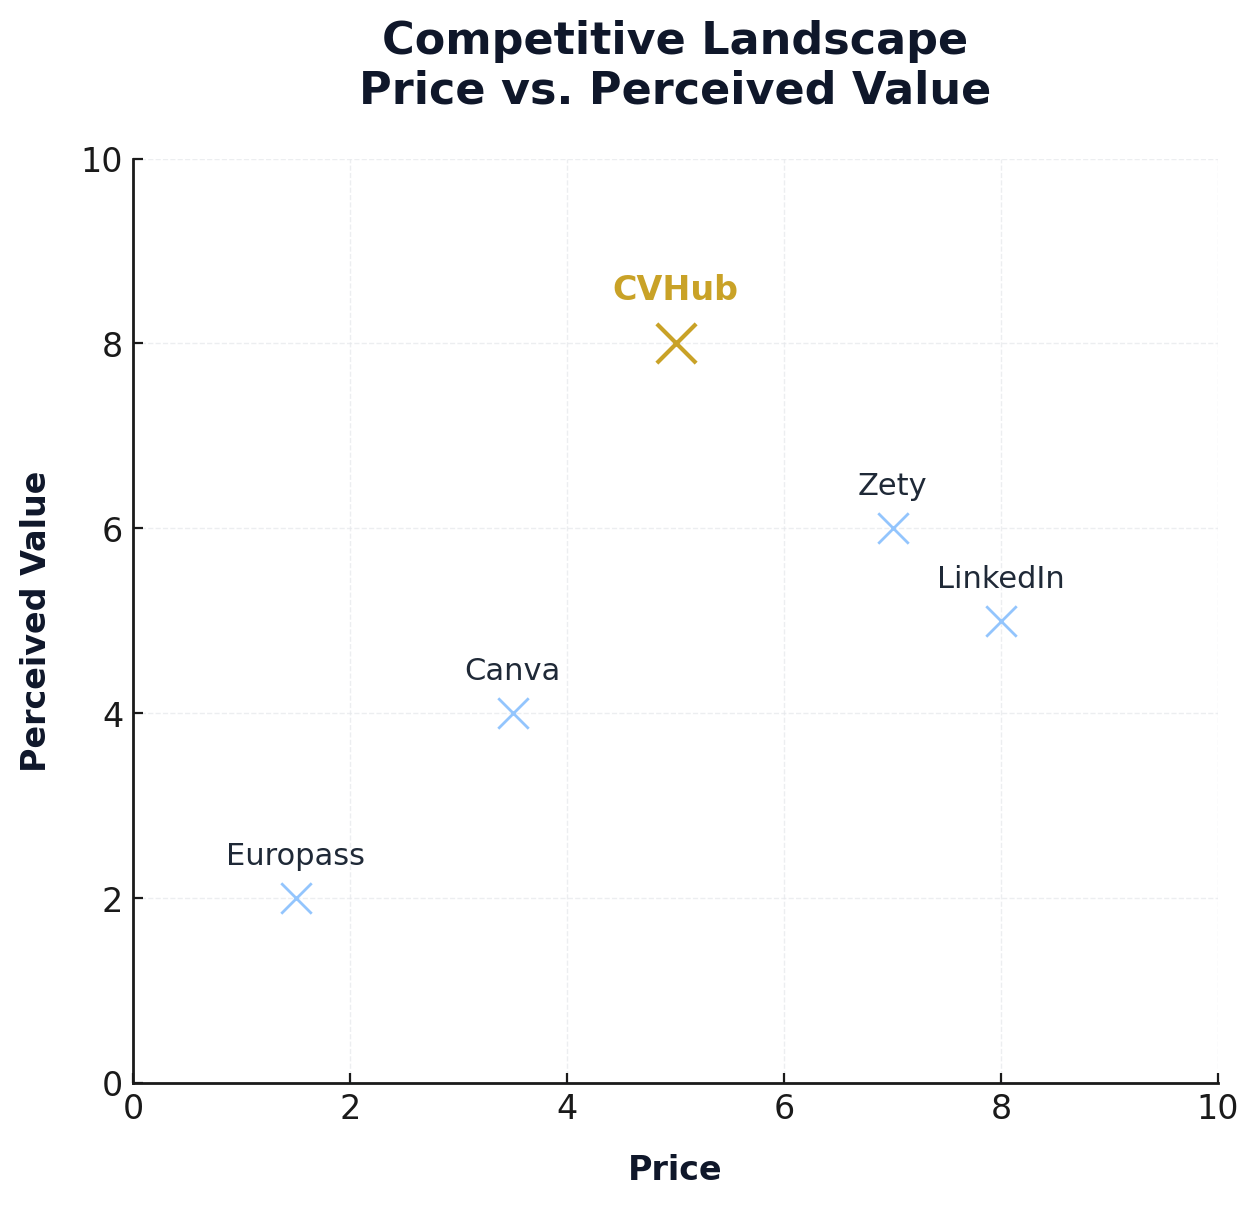 Competitive Landscape
Price vs. Perceived Value
10
CVHub
8
Zety
6
LinkedIn
Canva
4
Europass
2
0
0 2 4 6 8 10
Perceived Value
Price